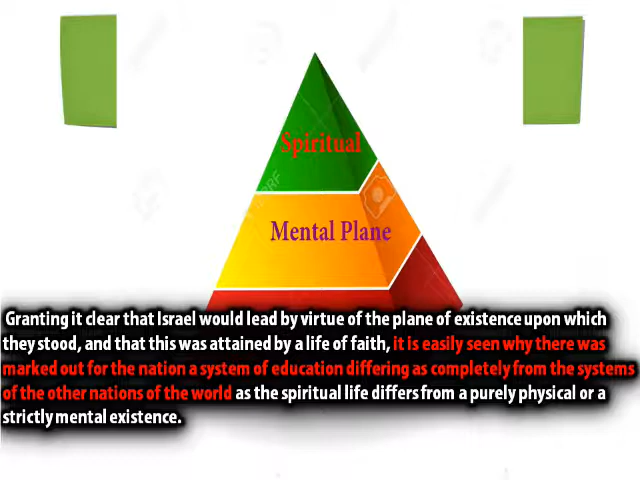 Spiritual
Mental Plane
Granting it clear that Israel would lead by virtue of the plane of existence upon which
they stood, and that this was attained by a life of faith, it is easily seen why there was
marked out for the nation a system of education differing as completely from the systems
of the other nations of the world as the spiritual life differs from a purely physical or a
strictly mental existence.